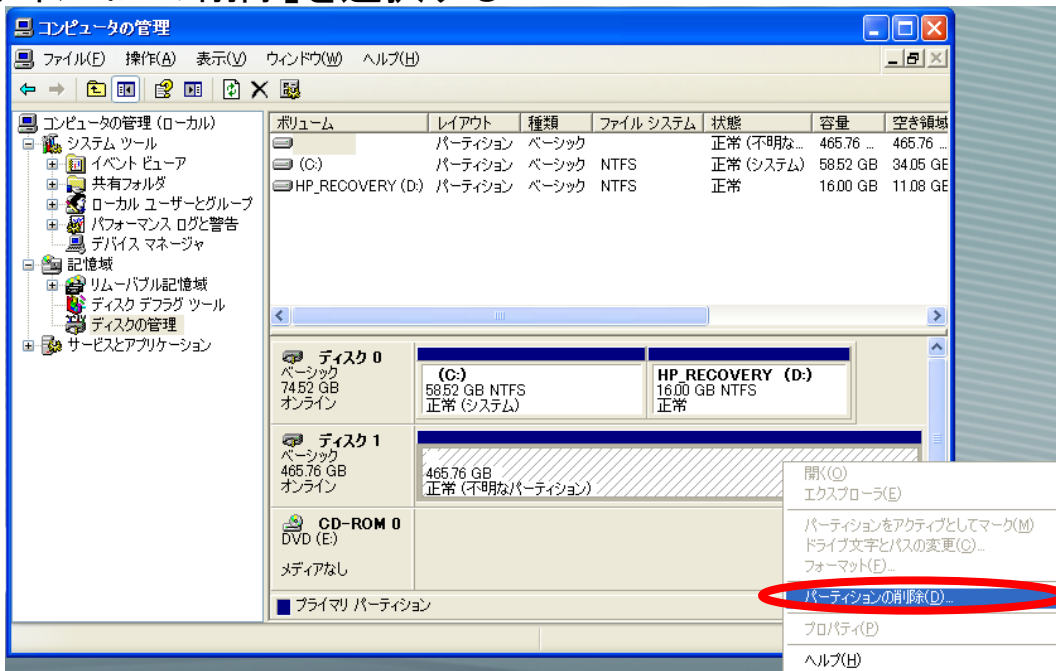 コンピュータの管理
ファイル(F) 操作(A) 表示(V) ウィンドウ(W) ヘルプ(H)
コンピュータの管理 (ローカル)
システム ツール
イベント ビューア
共有フォルダ
ローカル ユーザーとグループ
パフォーマンス ログと警告
デバイス マネージャ
記憶域
リムーバブル記憶域
ディスク デフラグ ツール
ディスクの管理
サービスとアプリケーション
ボリューム レイアウト 種類 ファイル システム 状態 容量 空き領域
パーティション ベーシック 正常 (不明な... 465.76 ... 465.76 ...
(C:) パーティション ベーシック NTFS 正常 (システム) 58.52 GB 34.05 GE
HP_RECOVERY (D:) パーティション ベーシック NTFS 正常 16.00 GB 11.08 GE
ディスク 0
ベーシック
74.52 GB
オンライン
(C:)
58.52 GB NTFS
正常 (システム)
HP_RECOVERY (D:)
16.00 GB NTFS
正常
ディスク 1
ベーシック
465.76 GB
オンライン
465.76 GB
正常 (不明なパーティション)
CD-ROM 0
DVD (E:)
メディアなし
プライマリ パーティション
開く(O)
エクスプローラ(E)
パーティションをアクティブとしてマーク(M)
ドライブ文字とパスの変更(C)...
フォーマット(F)...
パーティションの削除(D)...
プロパティ(P)
ヘルプ(H)